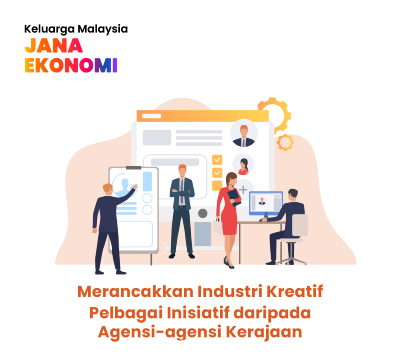 Keluarga Malaysia
JANA
EKONOMI
Merancakkan Industri Kreatif
Pelbagai Inisiatif daripada
Agensi-agensi Kerajaan